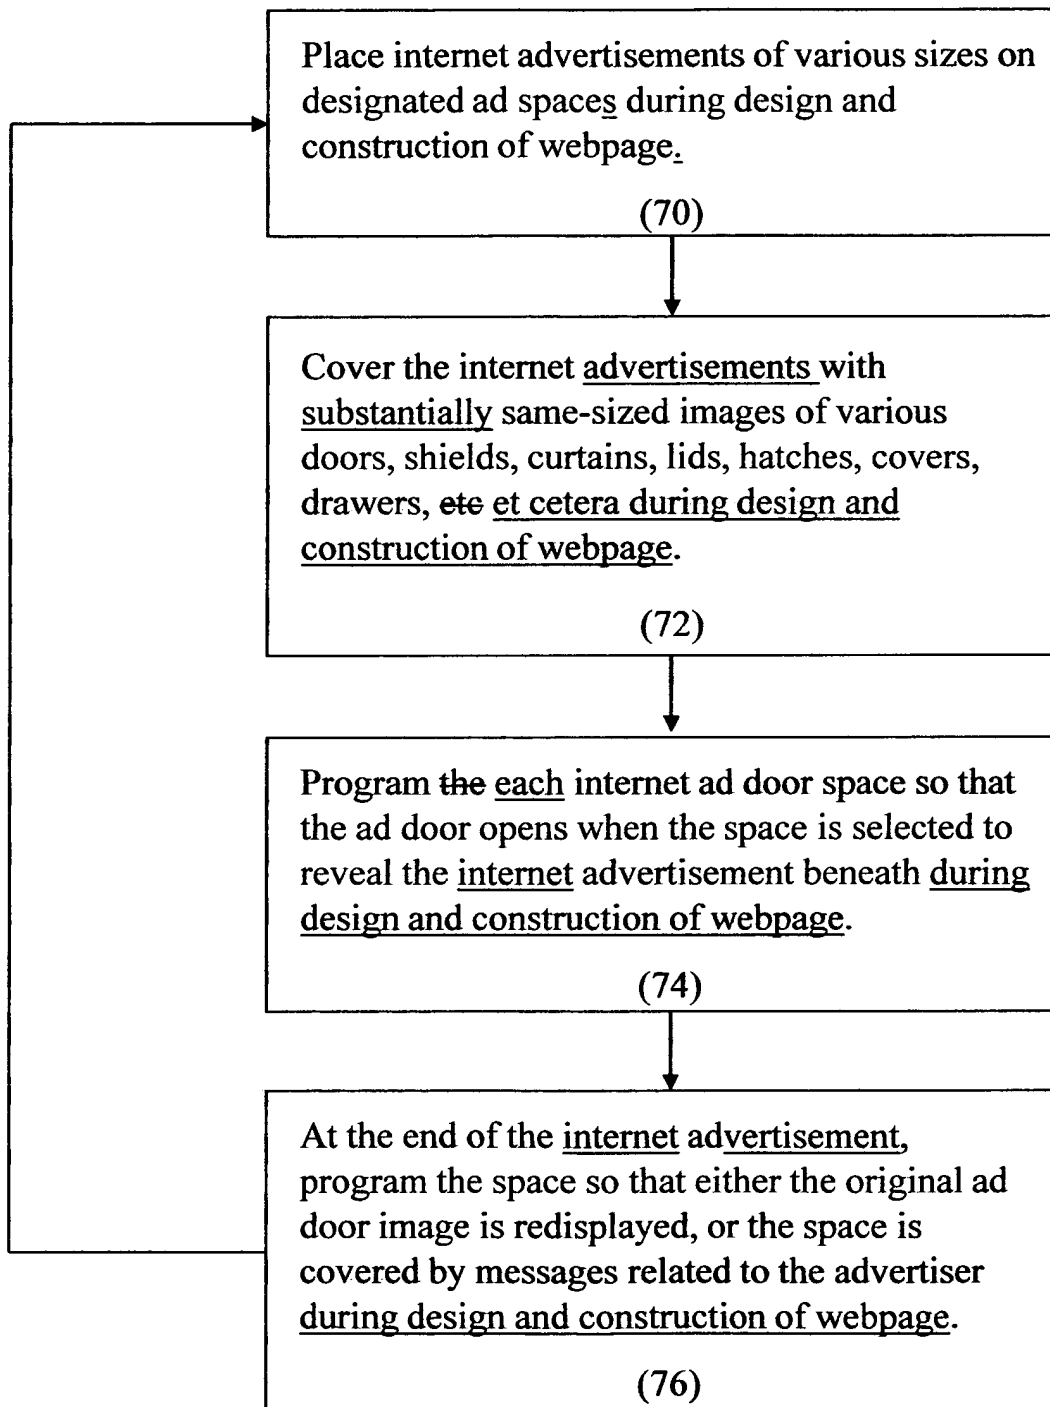 Place internet advertisements of various sizes on
designated ad spaces during design and
construction of webpage.
(70)
Cover the internet advertisements with
substantially same-sized images of various
doors, shields, curtains, lids, hatches, covers,
drawers, etc et cetera during design and
construction of webpage.
(72)
Program the each internet ad door space so that
the ad door opens when the space is selected to
reveal the internet advertisement beneath during
design and construction of webpage.
(74)
At the end of the internet advertisement,
program the space so that either the original ad
door image is redisplayed, or the space is
covered by messages related to the advertiser
during design and construction of webpage.
(76)